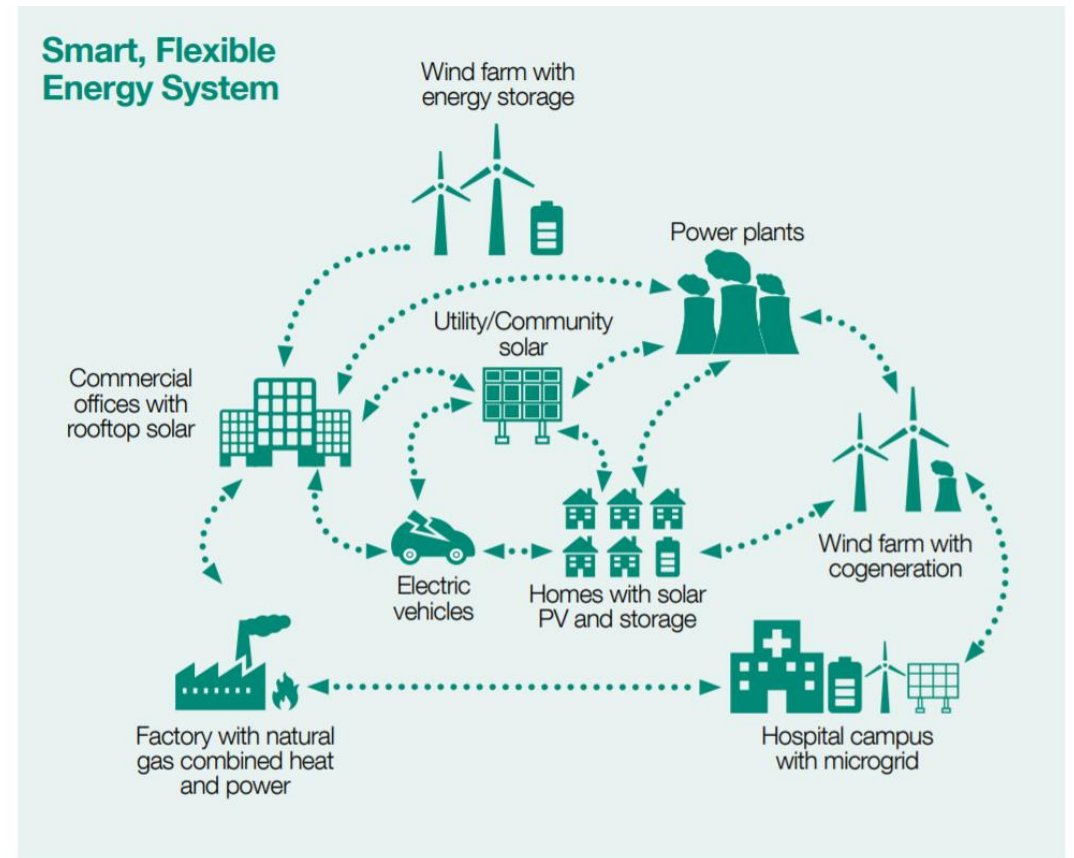 Smart, Flexible
Energy System
Wind farm with
energy storage
Power plants
Utility/Community
solar
Commercial
offices with
rooftop solar
Wind farm with
cogeneration
Electric
vehicles
Homes with solar
PV and storage
Factory with natural
gas combined heat
and power
Hospital campus
with microgrid